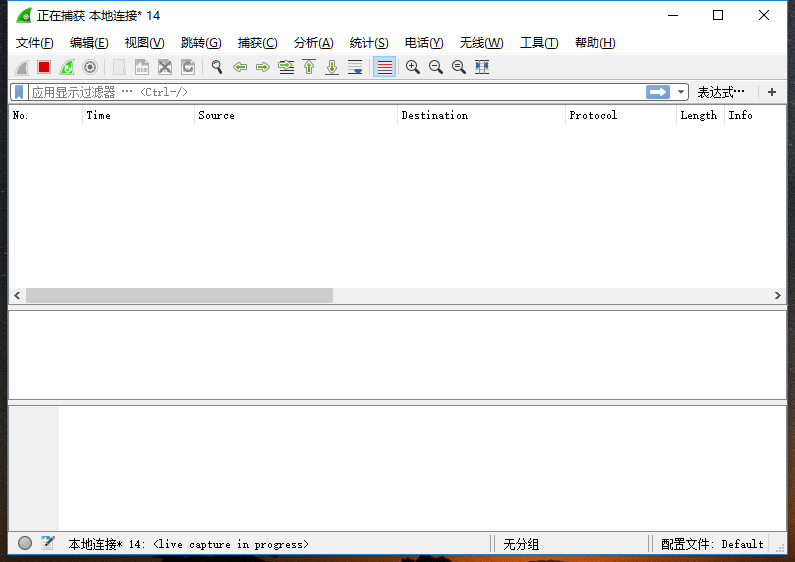 正在捕获 本地连接* 14
文件(F) 编辑(E) 视图(V) 跳转(G) 捕获(C) 分析(A) 统计(S) 电话(Y) 无线(W) 工具(T) 帮助(H)
应用显示过滤器 … <Ctrl-/> 表达式… +
No. Time Source Destination Protocol Length Info
本地连接* 14: <live capture in progress> 无分组 配置文件: Default